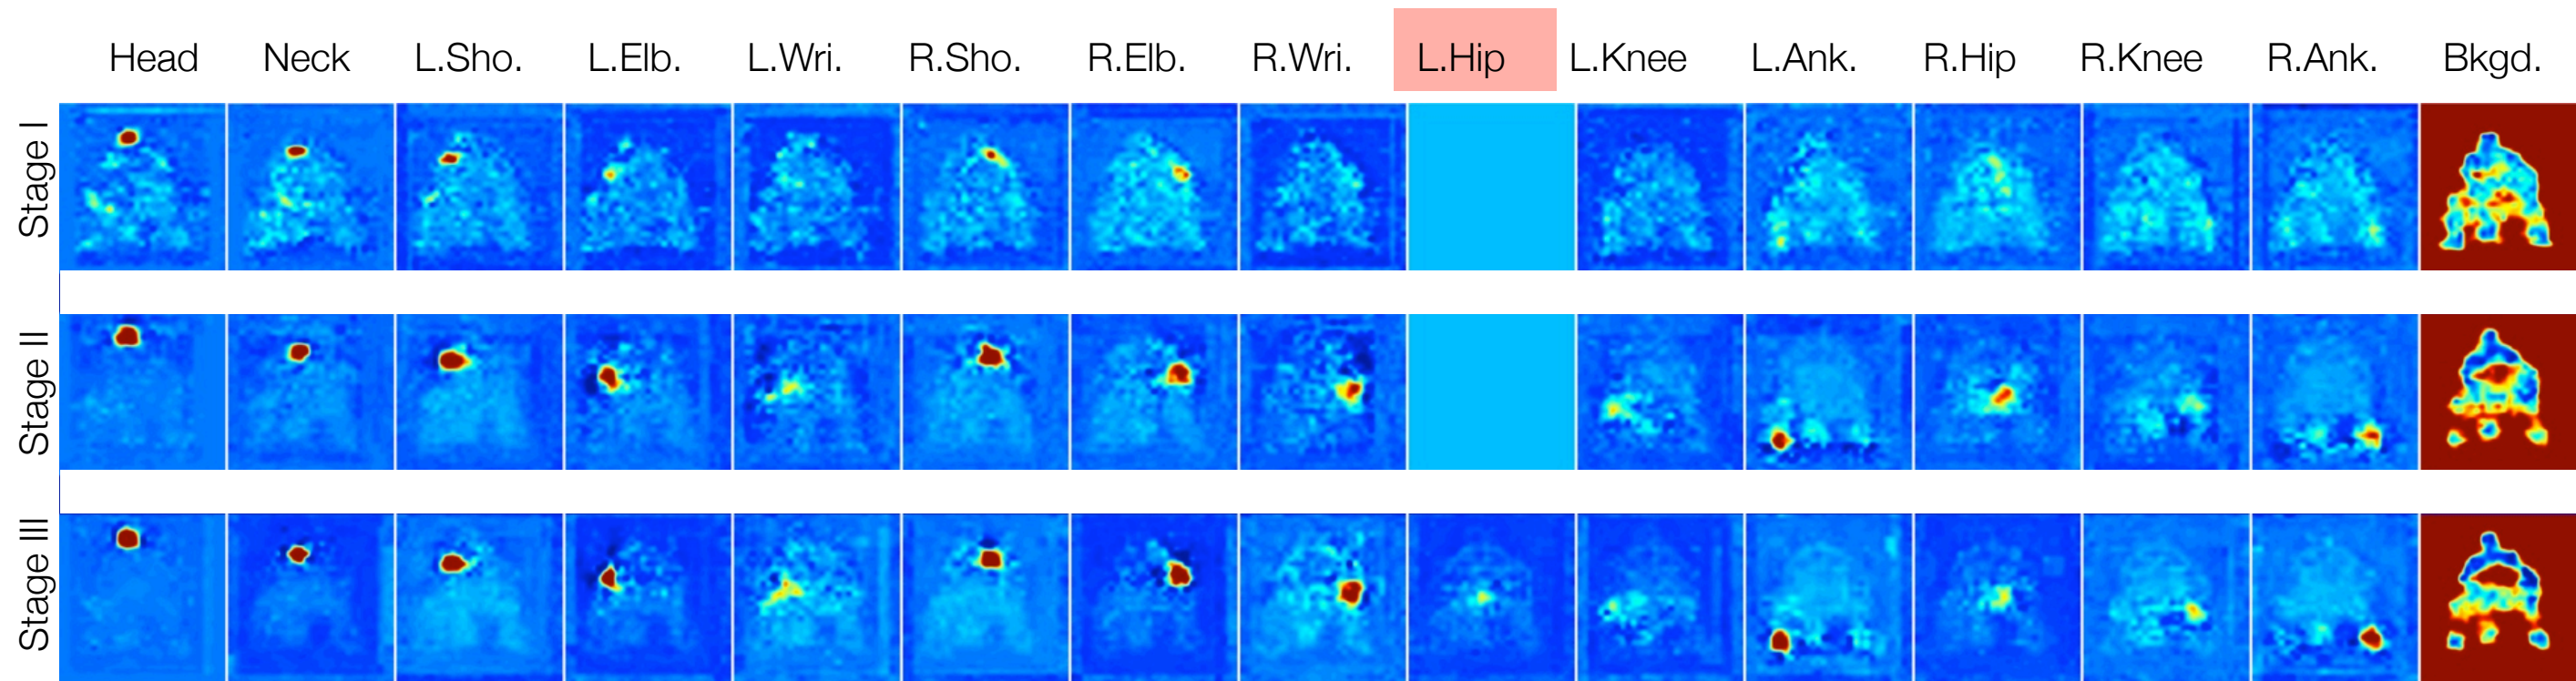 Head Neck L.Sho. L.Elb. L.Wri. R.Sho. R.Elb. R.Wri. L.Hip L.Knee L.Ank. R.Hip R.Knee R.Ank. Bkgd.
Stage I
Stage II
Stage III